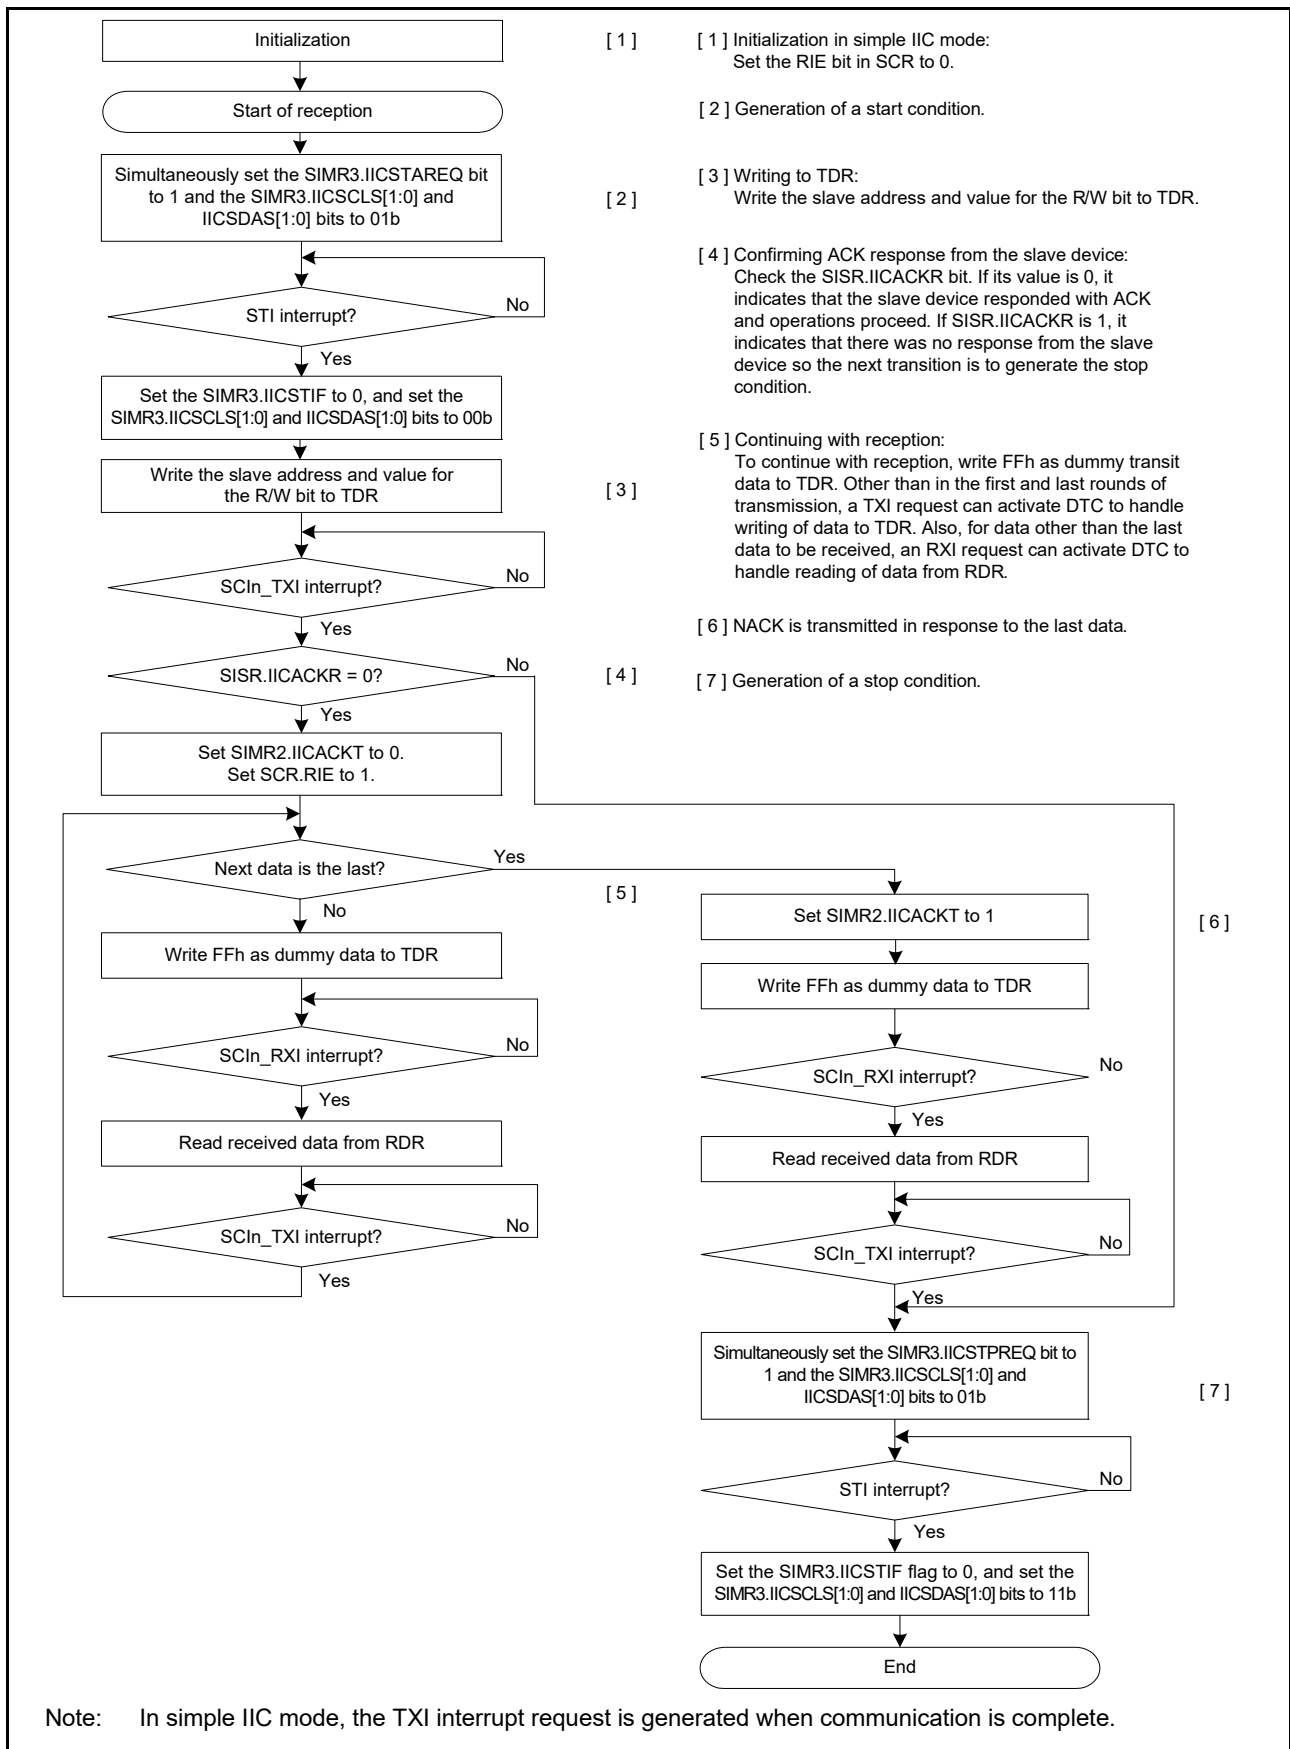 Initialization
[ 1 ]
Start of reception
Simultaneously set the SIMR3.IICSTAREQ bit
to 1 and the SIMR3.IICSCLS[1:0] and
IICSDAS[1:0] bits to 01b
[ 2 ]
STI interrupt?
No
Yes
Set the SIMR3.IICSTIF to 0, and set the
SIMR3.IICSCLS[1:0] and IICSDAS[1:0] bits to 00b
Write the slave address and value for
the R/W bit to TDR
[ 3 ]
SCIn_TXI interrupt?
No
Yes
SISR.IICACKR = 0?
No
[ 4 ]
Yes
Set SIMR2.IICACKT to 0.
Set SCR.RIE to 1.
Next data is the last?
Yes
[ 5 ]
No
Write FFh as dummy data to TDR
SCIn_RXI interrupt?
No
Yes
Read received data from RDR
SCIn_TXI interrupt?
No
Yes
[ 1 ] Initialization in simple IIC mode:
Set the RIE bit in SCR to 0.
[ 2 ] Generation of a start condition.
[ 3 ] Writing to TDR:
Write the slave address and value for the R/W bit to TDR.
[ 4 ] Confirming ACK response from the slave device:
Check the SISR.IICACKR bit. If its value is 0, it
indicates that the slave device responded with ACK
and operations proceed. If SISR.IICACKR is 1, it
indicates that there was no response from the slave
device so the next transition is to generate the stop
condition.
[ 5 ] Continuing with reception:
To continue with reception, write FFh as dummy transit
data to TDR. Other than in the first and last rounds of
transmission, a TXI request can activate DTC to handle
writing of data to TDR. Also, for data other than the last
data to be received, an RXI request can activate DTC to
handle reading of data from RDR.
[ 6 ] NACK is transmitted in response to the last data.
[ 7 ] Generation of a stop condition.
Set SIMR2.IICACKT to 1
[ 6 ]
Write FFh as dummy data to TDR
SCIn_RXI interrupt?
No
Yes
Read received data from RDR
SCIn_TXI interrupt?
No
Yes
Simultaneously set the SIMR3.IICSTPREQ bit to
1 and the SIMR3.IICSCLS[1:0] and
IICSDAS[1:0] bits to 01b
[ 7 ]
STI interrupt?
No
Yes
Set the SIMR3.IICSTIF flag to 0, and set the
SIMR3.IICSCLS[1:0] and IICSDAS[1:0] bits to 11b
End
Note: In simple IIC mode, the TXI interrupt request is generated when communication is complete.